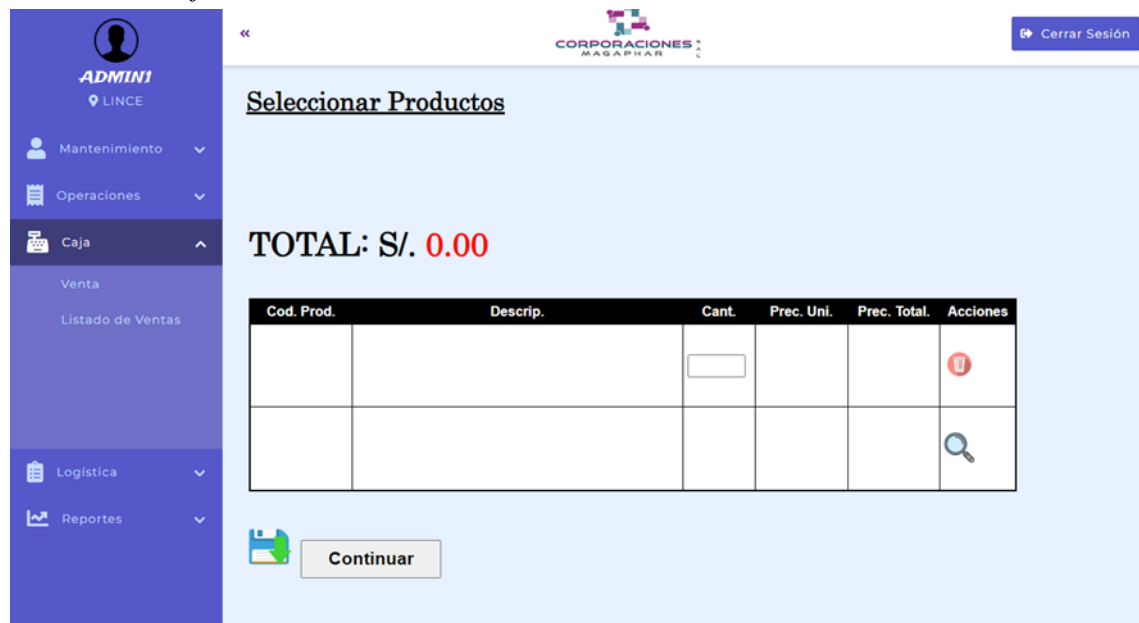 «
CORPORACIONES
MAGAPHAR
Cerrar Sesión
ADMIN1
LINCE
Mantenimiento
Operaciones
Caja
Venta
Listado de Ventas
Logística
Reportes
Seleccionar Productos
TOTAL: S/. 0.00
Cod. Prod. Descrip. Cant. Prec. Uni. Prec. Total. Acciones
Continuar